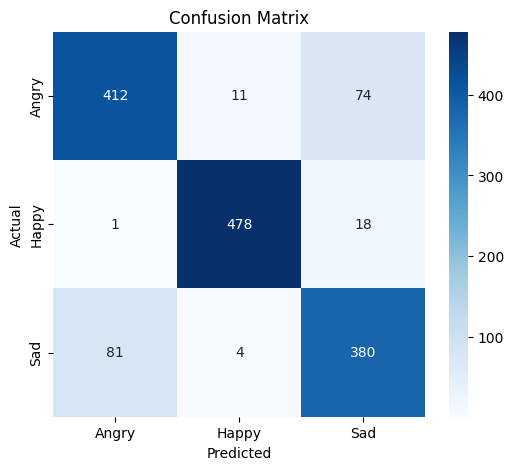 Confusion Matrix
Angry
412
11
74
400
300
Actual
Happy
1
478
18
200
Sad
81
4
380
100
Angry
Happy
Sad
Predicted